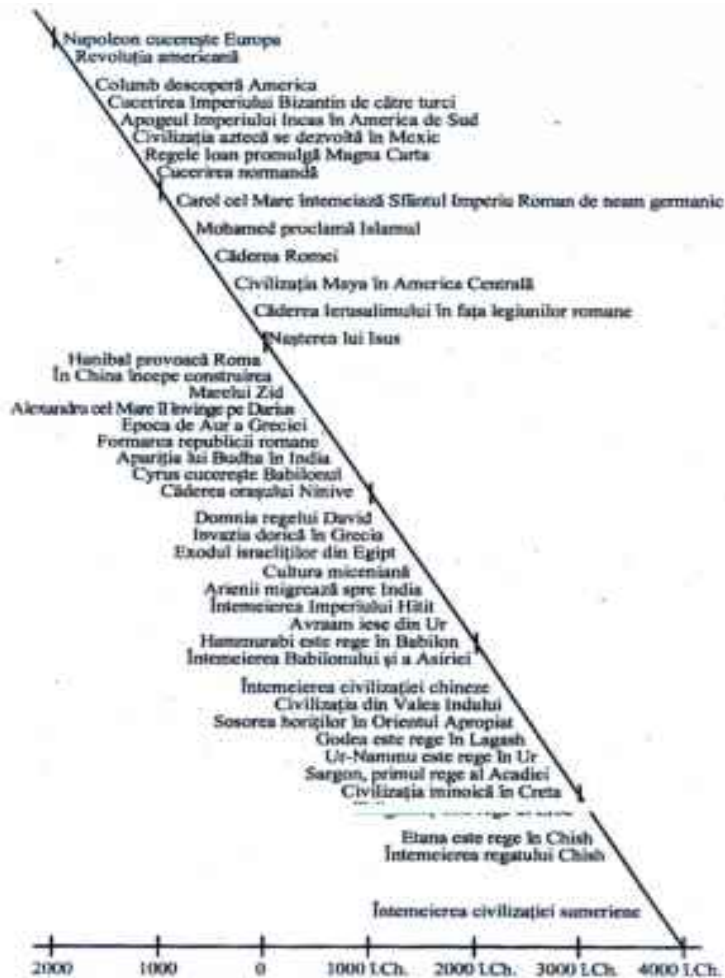 Napoleon cucerește Europa
Revoluția americană
Columb descoperă America
Cucerirea Imperiului Bizantin de către turci
Apogeul Imperiului Incas în America de Sud
Civilizația aztecă se dezvoltă în Mexic
Regele Ioan promulgă Magna Carta
Cucerirea normandă
Carol cel Mare întemeiază Sfîntul Imperiu Roman de neam germanic
Mohamed proclamă Islamul
Căderea Romei
Civilizația Maya în America Centrală
Căderea Ierusalimului în fața legiunilor romane
Nașterea lui Isus
Hanibal provoacă Roma
În China începe construirea
Marelui Zid
Alexandru cel Mare îl învinge pe Darius
Epoca de Aur a Greciei
Formarea republicii romane
Apariția lui Budha în India
Cyrus cucerește Babilonul
Căderea orașului Ninive
Domnia regelui David
Invazia dorică în Grecia
Exodul israeliților din Egipt
Cultura miceniană
Arienii migrează spre India
Întemeierea Imperiului Hitit
Avraam iese din Ur
Hammurabi este rege în Babilon
Întemeierea Babilonului și a Asiriei
Întemeierea civilizației chineze
Civilizația din Valea Indului
Sosorea horiților în Orientul Apropiat
Godea este rege în Lagash
Ur-Nammu este rege în Ur
Sargon, primul rege al Acadiei
Civilizația minoică în Creta
Etana este rege în Chish
Întemeierea regatului Chish
Întemeierea civilizației sumeriene
2000 1000 0 1000 î.Ch. 2000 î.Ch. 3000 î.Ch. 4000 î.Ch.